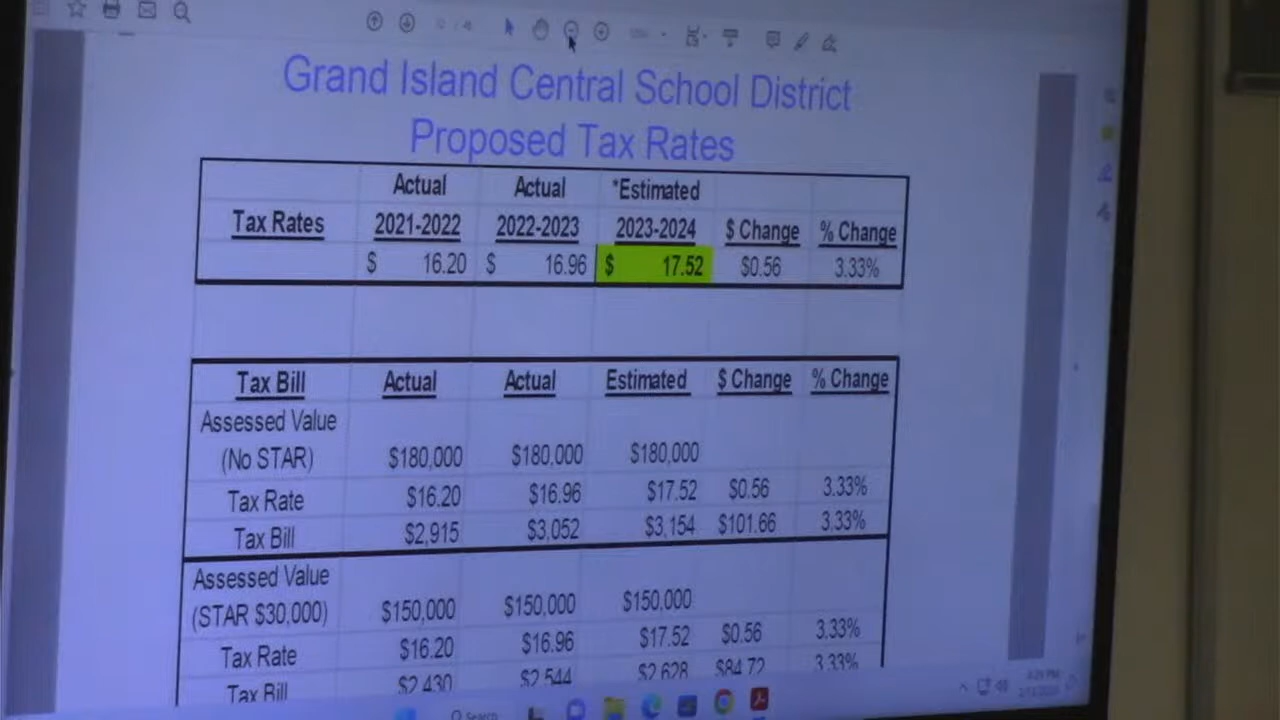 Grand Island Central School District
Proposed Tax Rates
Actual Actual *Estimated
Tax Rates 2021-2022 2022-2023 2023-2024 $ Change % Change
$ 16.20 $ 16.96 $ 17.52 $0.56 3.33%
Tax Bill Actual Actual Estimated $ Change % Change
Assessed Value
(No STAR) $180,000 $180,000 $180,000
Tax Rate $16.20 $16.96 $17.52 $0.56 3.33%
Tax Bill $2,915 $3,052 $3,154 $101.66 3.33%
Assessed Value
(STAR $30,000) $150,000 $150,000 $150,000
Tax Rate $16.20 $16.96 $17.52 $0.56 3.33%
Tax Bill $2,430 $2,544 $2,628 $84.72 3.33%
Search